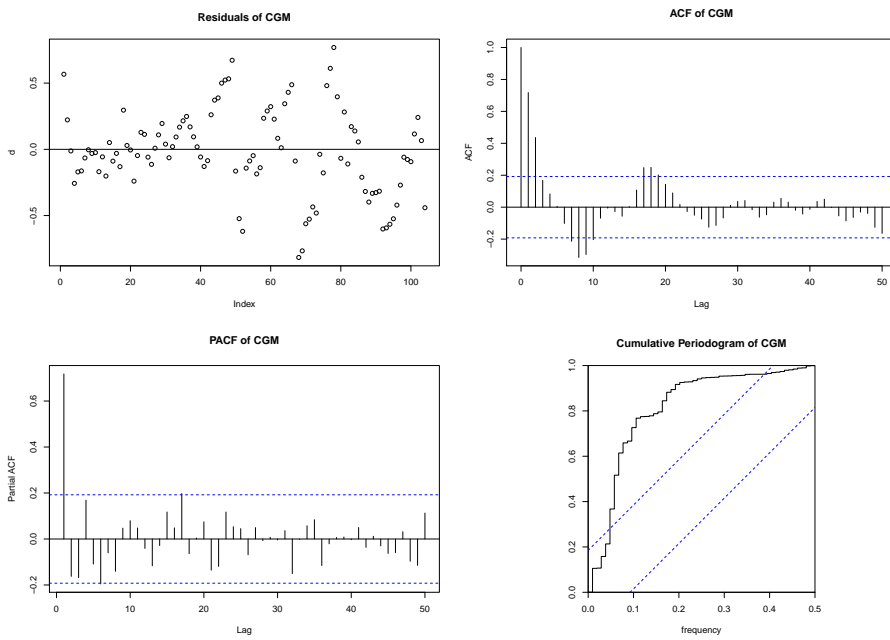 Residuals of CGM
d
0.5
0.0
−0.5
0 20 40 60 80 100
Index
ACF of CGM
ACF
1.0
0.8
0.6
0.4
0.2
0.0
−0.2
0 10 20 30 40 50
Lag
PACF of CGM
Partial ACF
0.6
0.4
0.2
0.0
−0.2
0 10 20 30 40 50
Lag
Cumulative Periodogram of CGM
1.0
0.8
0.6
0.4
0.2
0.0
0.0 0.1 0.2 0.3 0.4 0.5
frequency